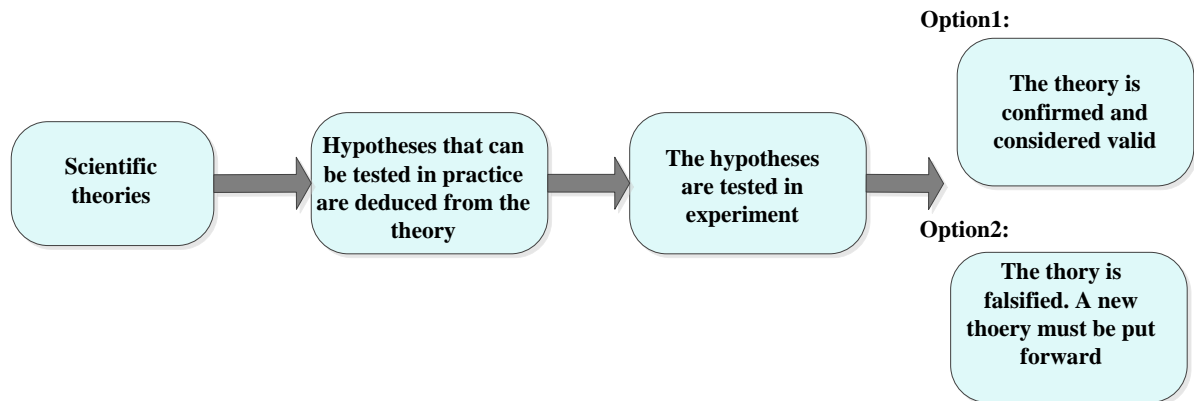 Scientific
theories
Hypotheses that can
be tested in practice
are deduced from the
theory
The hypotheses
are tested in
experiment
Option1:
The theory is
confirmed and
considered valid
Option2:
The thory is
falsified. A new
thoery must be put
forward